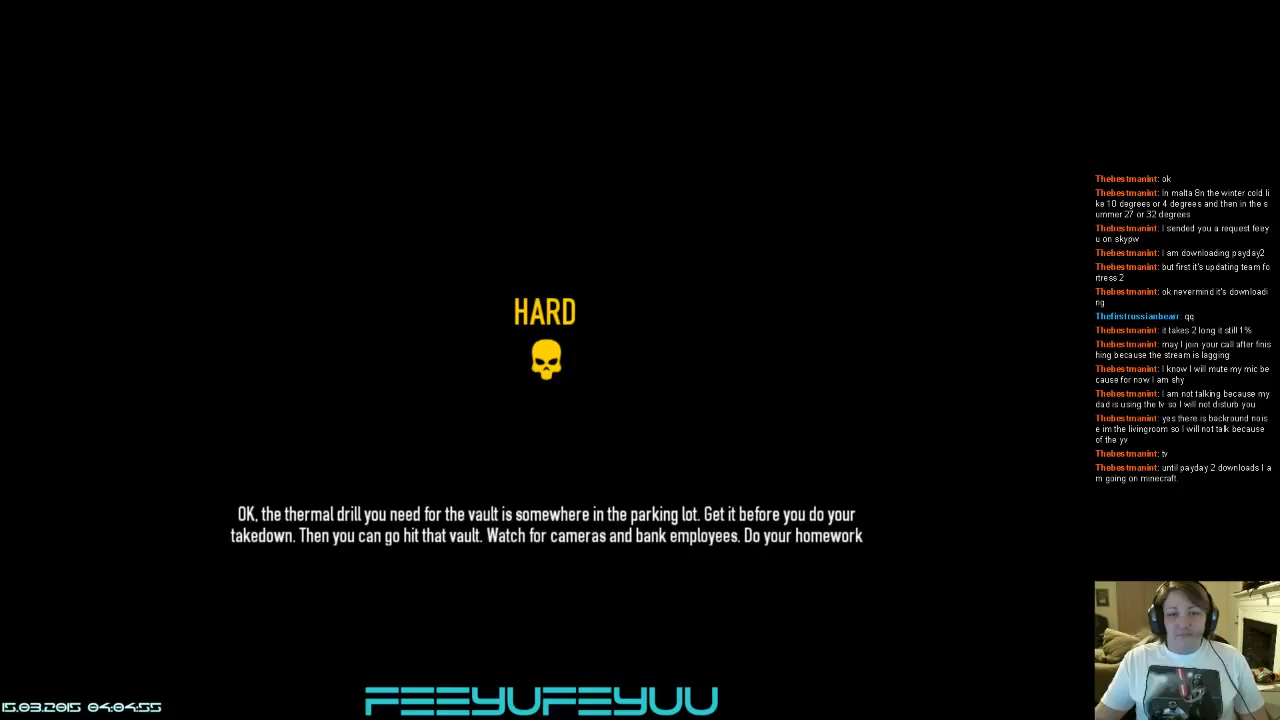 HARD
OK, the thermal drill you need for the vault is somewhere in the parking lot. Get it before you do your
takedown. Then you can go hit that vault. Watch for cameras and bank employees. Do your homework
Thebestmanint: ok
Thebestmanint: In malta 8n the winter cold li
ke 10 degrees or 4 degrees and then in the s
ummer 27 or 32 degrees
Thebestmanint: I sended you a request feey
u on skypw
Thebestmanint: I am downloading payday2
Thebestmanint: but first it's updating team fo
rtress 2
Thebestmanint: ok nevermind it's downloadi
ng
Thefirstrussianbearr: qq
Thebestmanint: it takes 2 long it still 1%
Thebestmanint: may I join your call after finis
hing because the stream is lagging
Thebestmanint: I know I will mute my mic be
cause for now I am shy
Thebestmanint: I am not talking because my
dad is using the tv so I will not disturb you
Thebestmanint: yes there is backround nois
e im the livingroom so I will not talk because
of the yv
Thebestmanint: tv
Thebestmanint: until payday 2 downloads I a
m going on minecraft.
15.03.2015 04:04:55
FEEYUFEYUU